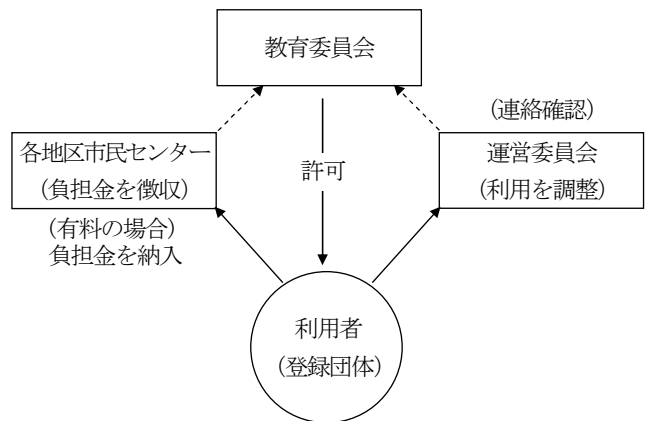 教育委員会
(連絡確認)
各地区市民センター
(負担金を徴収)
許可
運営委員会
(利用を調整)
(有料の場合)
負担金を納入
利用者
(登録団体)